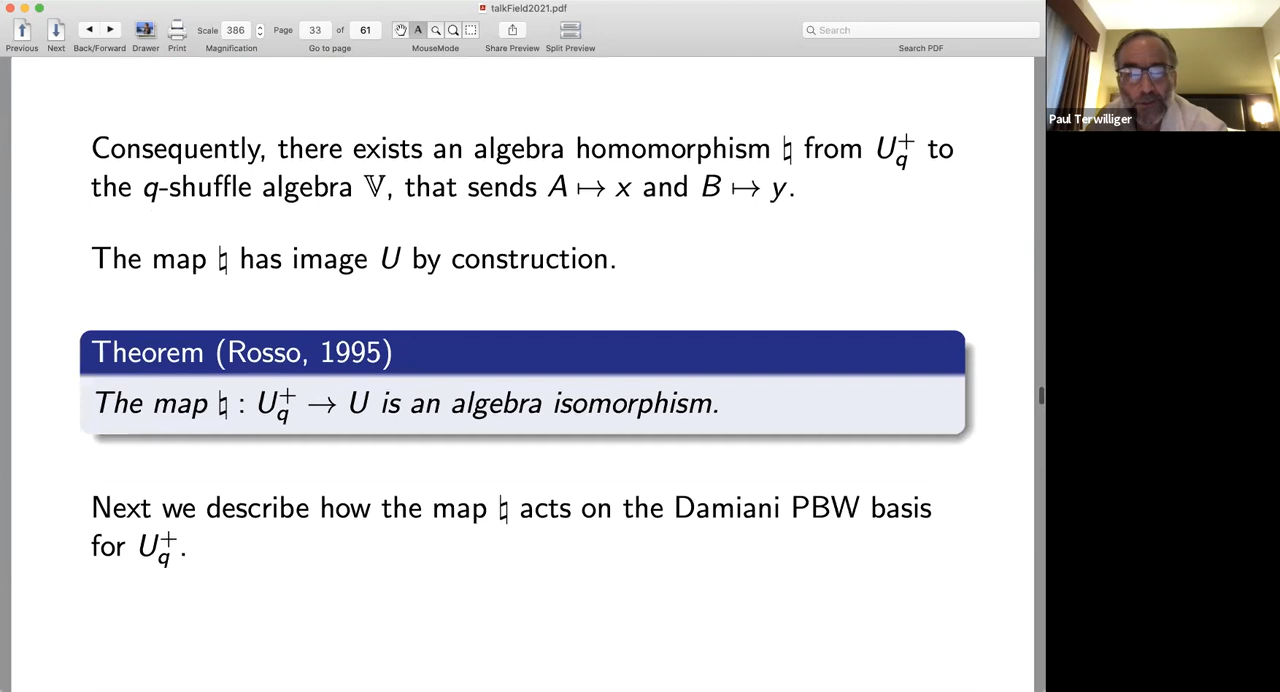 talkField2021.pdf
Scale 386 Page 33 of 61 Search
Previous Next Back/Forward Drawer Print Magnification Go to page MouseMode Share Preview Split Preview Search PDF
Paul Terwilliger
Consequently, there exists an algebra homomorphism ♮ from U_q^+ to
the q-shuffle algebra 𝕍, that sends A ↦ x and B ↦ y.
The map ♮ has image U by construction.
Theorem (Rosso, 1995)
The map ♮ : U_q^+ → U is an algebra isomorphism.
Next we describe how the map ♮ acts on the Damiani PBW basis
for U_q^+.